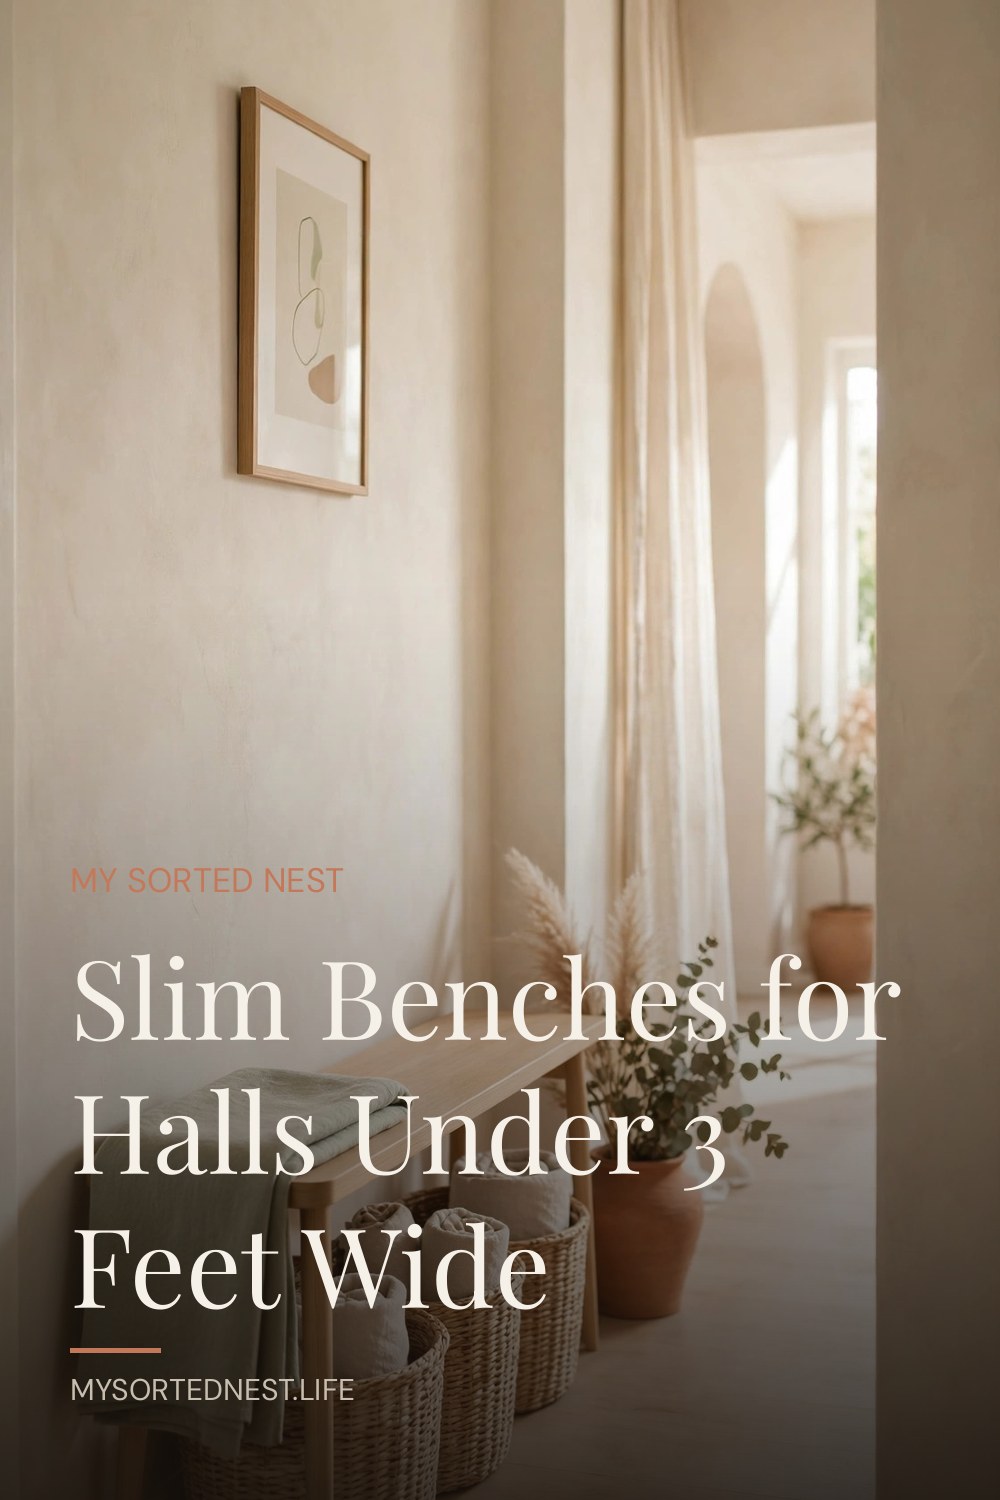 MY SORTED NEST
Slim Benches for
Halls Under 3
Feet Wide
MYSORTEDNEST.LIFE